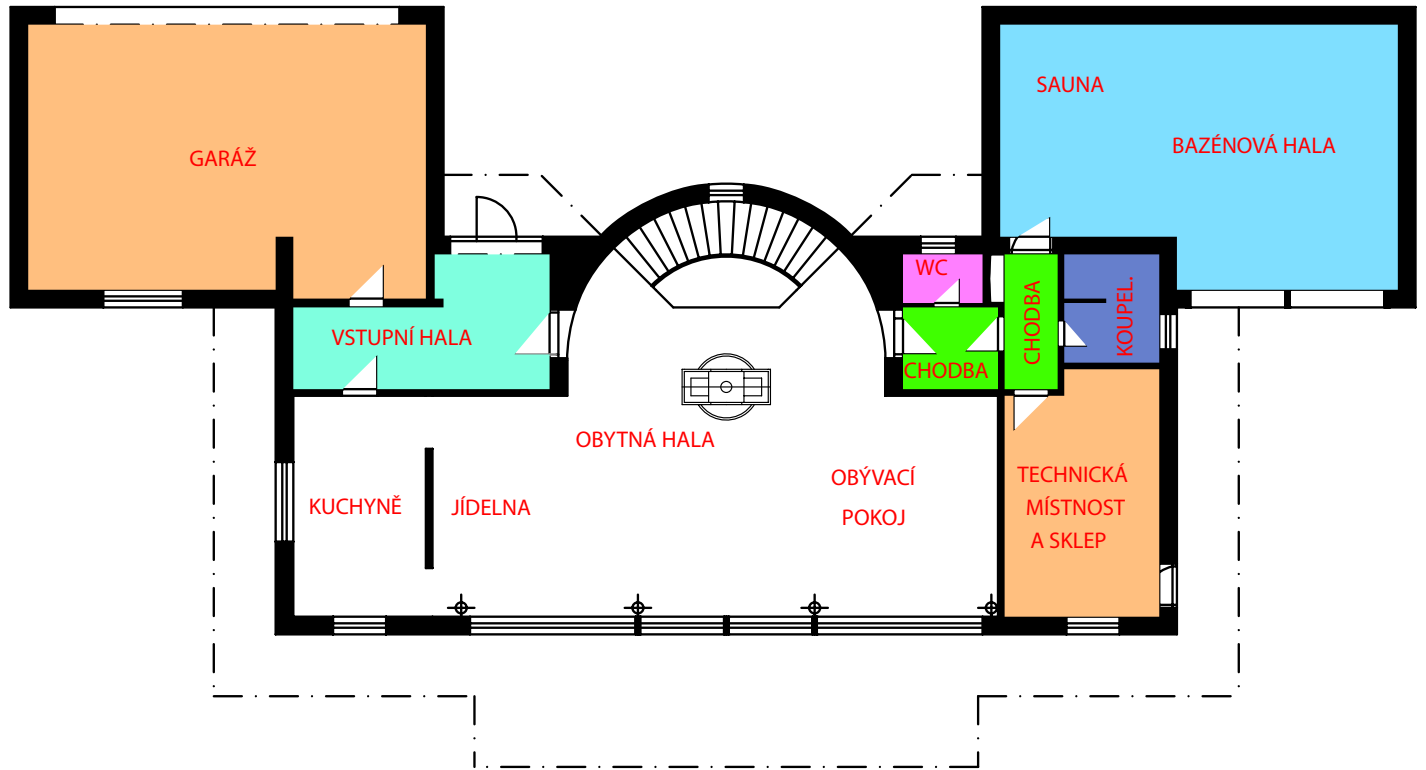 SAUNA
BAZÉNOVÁ HALA
GARÁŽ
WC
CHODBA
KOUPEL.
VSTUPNÍ HALA
CHODBA
OBYTNÁ HALA
OBÝVACÍ
POKOJ
KUCHYNĚ
JÍDELNA
TECHNICKÁ
MÍSTNOST
A SKLEP